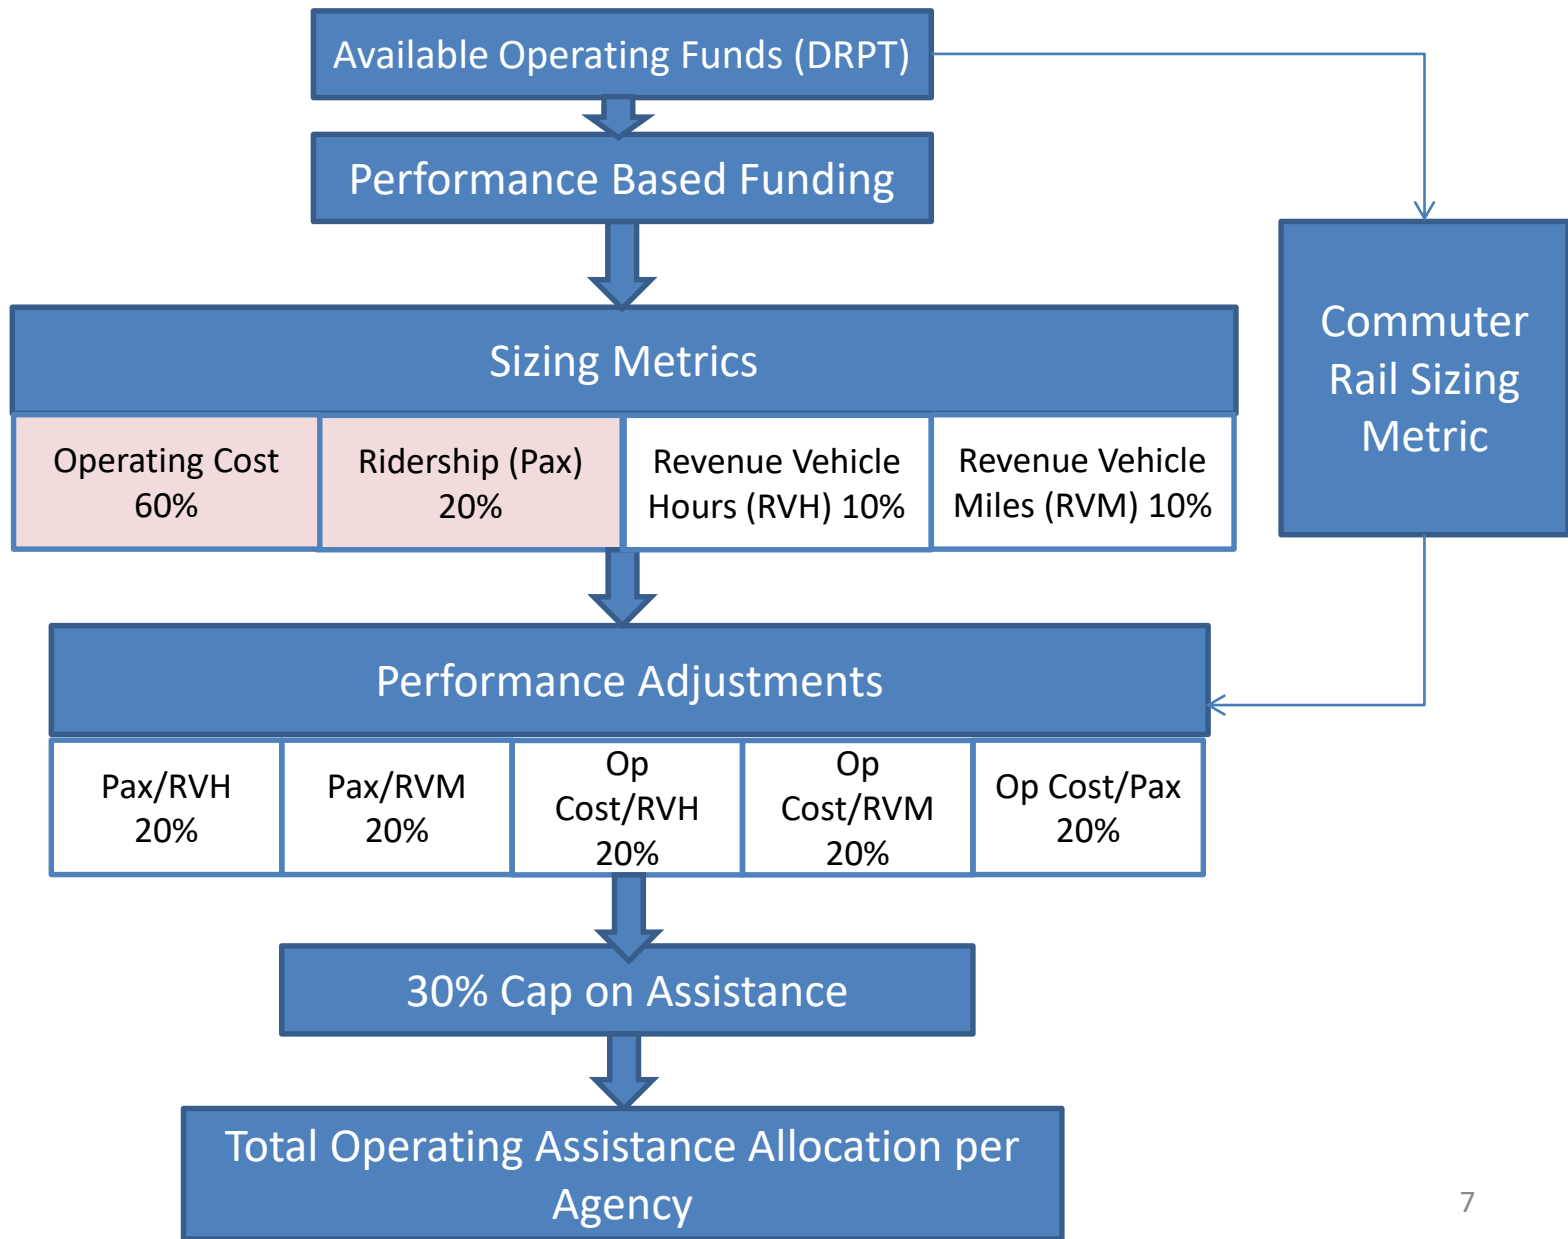 Available Operating Funds (DRPT)
Performance Based Funding
Sizing Metrics
Operating Cost
60%
Ridership (Pax)
20%
Revenue Vehicle
Hours (RVH) 10%
Revenue Vehicle
Miles (RVM) 10%
Commuter
Rail Sizing
Metric
Performance Adjustments
Pax/RVH
20%
Pax/RVM
20%
Op
Cost/RVH
20%
Op
Cost/RVM
20%
Op Cost/Pax
20%
30% Cap on Assistance
Total Operating Assistance Allocation per
Agency
7